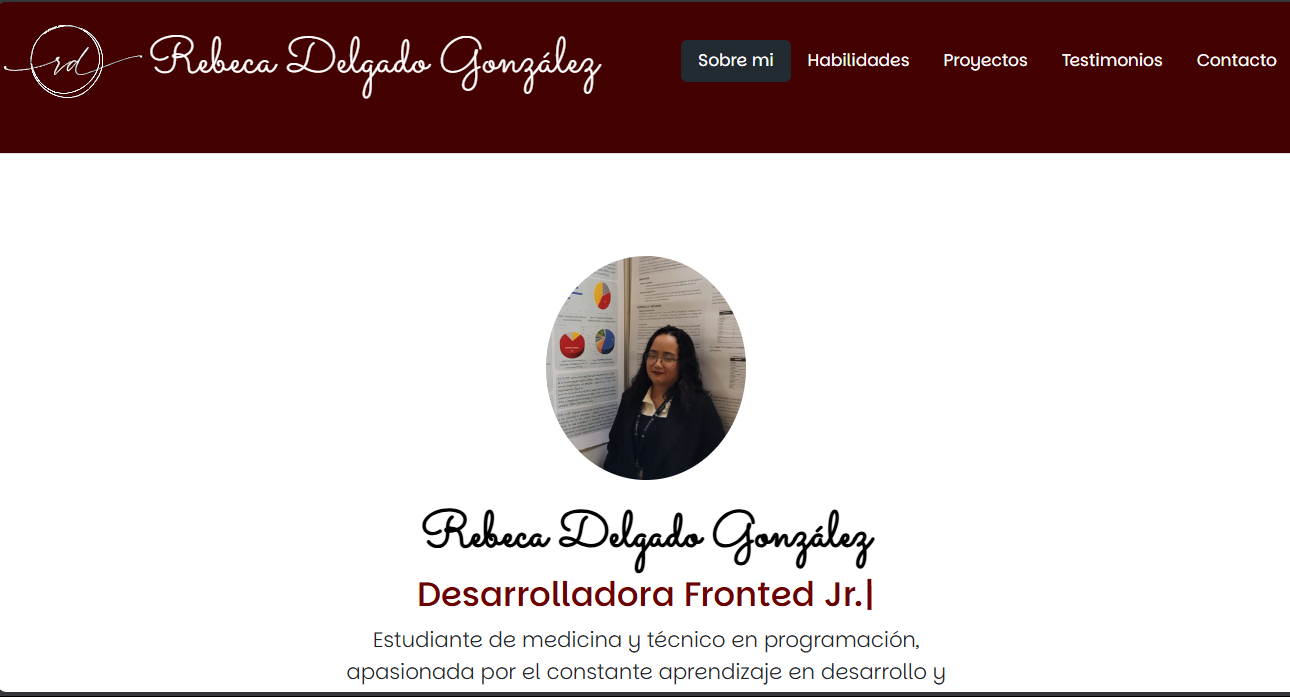 rd Rebeca Delgado González
Sobre mi Habilidades Proyectos Testimonios Contacto
Rebeca Delgado González
Desarrolladora Fronted Jr.|
Estudiante de medicina y técnico en programación,
apasionada por el constante aprendizaje en desarrollo y